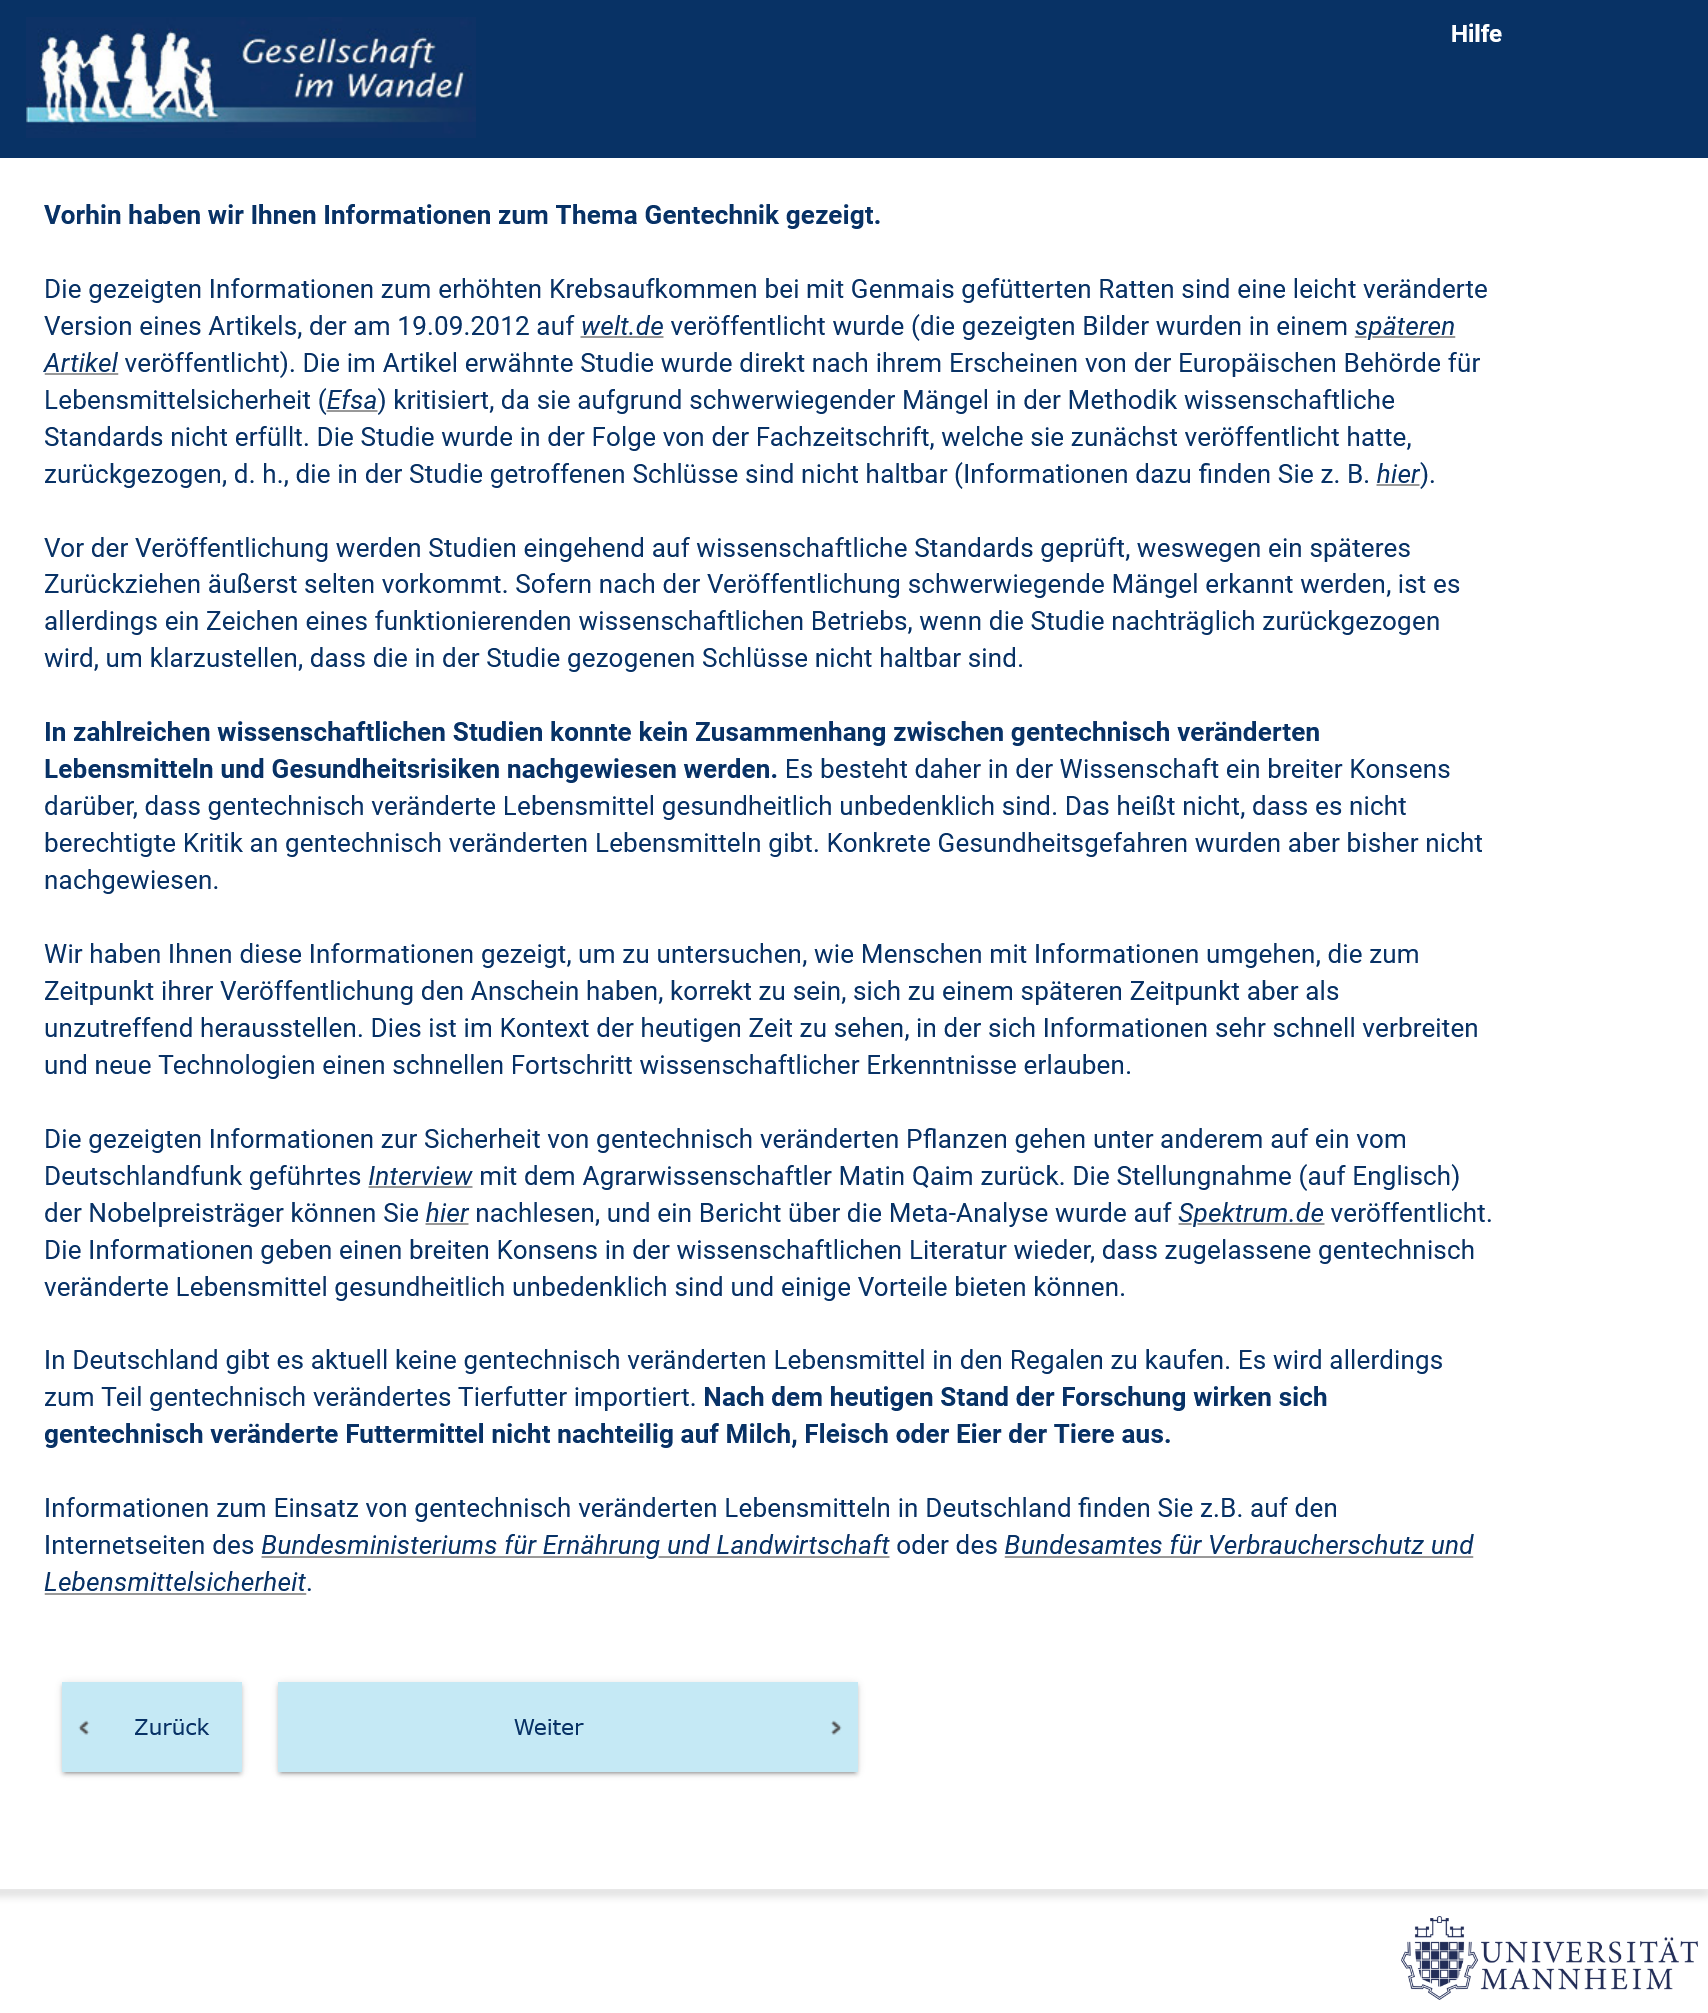 Gesellschaft
im Wandel
Hilfe
Vorhin haben wir Ihnen Informationen zum Thema Gentechnik gezeigt.
Die gezeigten Informationen zum erhöhten Krebsaufkommen bei mit Genmais gefütterten Ratten sind eine leicht veränderte
Version eines Artikels, der am 19.09.2012 auf welt.de veröffentlicht wurde (die gezeigten Bilder wurden in einem späteren
Artikel veröffentlicht). Die im Artikel erwähnte Studie wurde direkt nach ihrem Erscheinen von der Europäischen Behörde für
Lebensmittelsicherheit (Efsa) kritisiert, da sie aufgrund schwerwiegender Mängel in der Methodik wissenschaftliche
Standards nicht erfüllt. Die Studie wurde in der Folge von der Fachzeitschrift, welche sie zunächst veröffentlicht hatte,
zurückgezogen, d. h., die in der Studie getroffenen Schlüsse sind nicht haltbar (Informationen dazu finden Sie z. B. hier).
Vor der Veröffentlichung werden Studien eingehend auf wissenschaftliche Standards geprüft, weswegen ein späteres
Zurückziehen äußerst selten vorkommt. Sofern nach der Veröffentlichung schwerwiegende Mängel erkannt werden, ist es
allerdings ein Zeichen eines funktionierenden wissenschaftlichen Betriebs, wenn die Studie nachträglich zurückgezogen
wird, um klarzustellen, dass die in der Studie gezogenen Schlüsse nicht haltbar sind.
In zahlreichen wissenschaftlichen Studien konnte kein Zusammenhang zwischen gentechnisch veränderten
Lebensmitteln und Gesundheitsrisiken nachgewiesen werden. Es besteht daher in der Wissenschaft ein breiter Konsens
darüber, dass gentechnisch veränderte Lebensmittel gesundheitlich unbedenklich sind. Das heißt nicht, dass es nicht
berechtigte Kritik an gentechnisch veränderten Lebensmitteln gibt. Konkrete Gesundheitsgefahren wurden aber bisher nicht
nachgewiesen.
Wir haben Ihnen diese Informationen gezeigt, um zu untersuchen, wie Menschen mit Informationen umgehen, die zum
Zeitpunkt ihrer Veröffentlichung den Anschein haben, korrekt zu sein, sich zu einem späteren Zeitpunkt aber als
unzutreffend herausstellen. Dies ist im Kontext der heutigen Zeit zu sehen, in der sich Informationen sehr schnell verbreiten
und neue Technologien einen schnellen Fortschritt wissenschaftlicher Erkenntnisse erlauben.
Die gezeigten Informationen zur Sicherheit von gentechnisch veränderten Pflanzen gehen unter anderem auf ein vom
Deutschlandfunk geführtes Interview mit dem Agrarwissenschaftler Matin Qaim zurück. Die Stellungnahme (auf Englisch)
der Nobelpreisträger können Sie hier nachlesen, und ein Bericht über die Meta-Analyse wurde auf Spektrum.de veröffentlicht.
Die Informationen geben einen breiten Konsens in der wissenschaftlichen Literatur wieder, dass zugelassene gentechnisch
veränderte Lebensmittel gesundheitlich unbedenklich sind und einige Vorteile bieten können.
In Deutschland gibt es aktuell keine gentechnisch veränderten Lebensmittel in den Regalen zu kaufen. Es wird allerdings
zum Teil gentechnisch verändertes Tierfutter importiert. Nach dem heutigen Stand der Forschung wirken sich
gentechnisch veränderte Futtermittel nicht nachteilig auf Milch, Fleisch oder Eier der Tiere aus.
Informationen zum Einsatz von gentechnisch veränderten Lebensmitteln in Deutschland finden Sie z.B. auf den
Internetseiten des Bundesministeriums für Ernährung und Landwirtschaft oder des Bundesamtes für Verbraucherschutz und
Lebensmittelsicherheit.
Zurück
Weiter
UNIVERSITÄT
MANNHEIM